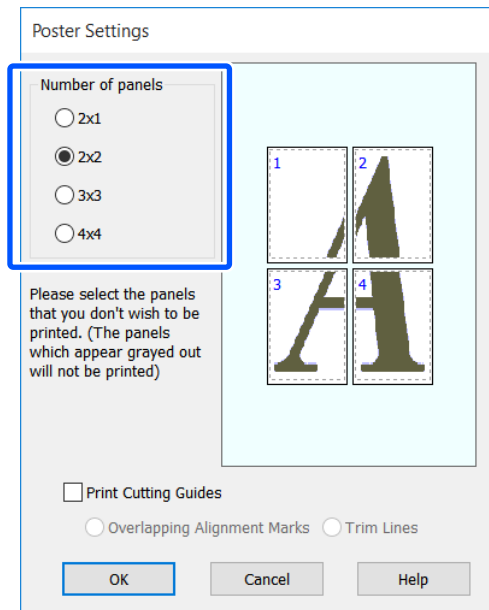 Poster Settings
Number of panels
2x1
2x2
3x3
4x4
1
2
3
4
Please select the panels
that you don't wish to be
printed. (The panels
which appear grayed out
will not be printed)
Print Cutting Guides
Overlapping Alignment Marks
Trim Lines
OK
Cancel
Help